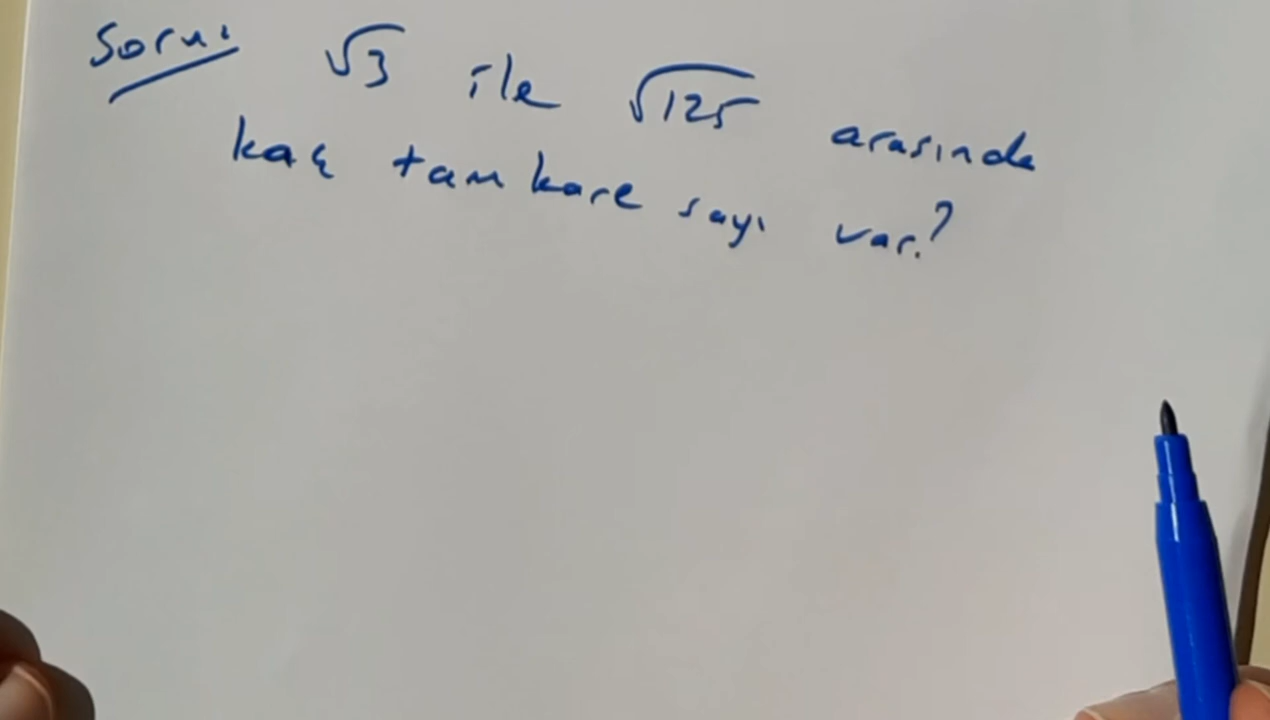 Soru: √3 ile √125 arasında
kaç tam kare sayı var?